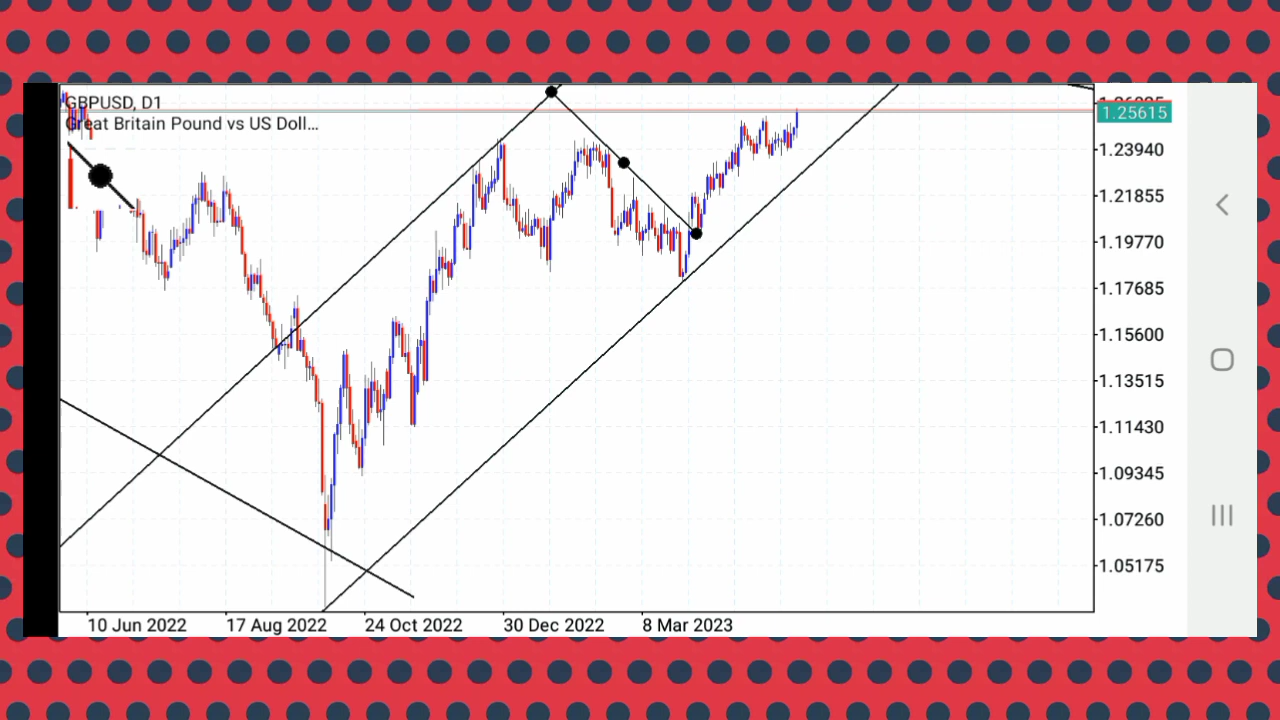 GBPUSD, D1
Great Britain Pound vs US Doll...
1.25615
1.23940
1.21855
1.19770
1.17685
1.15600
1.13515
1.11430
1.09345
1.07260
1.05175
10 Jun 2022
17 Aug 2022
24 Oct 2022
30 Dec 2022
8 Mar 2023